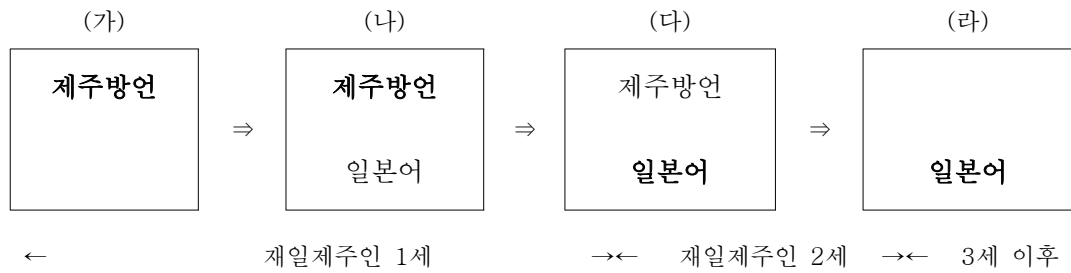 (가) (나) (다) (라)
제주방언 제주방언 제주방언
⇒ ⇒ ⇒
일본어 일본어 일본어
← 재일제주인 1세 →← 재일제주인 2세 →← 3세 이후